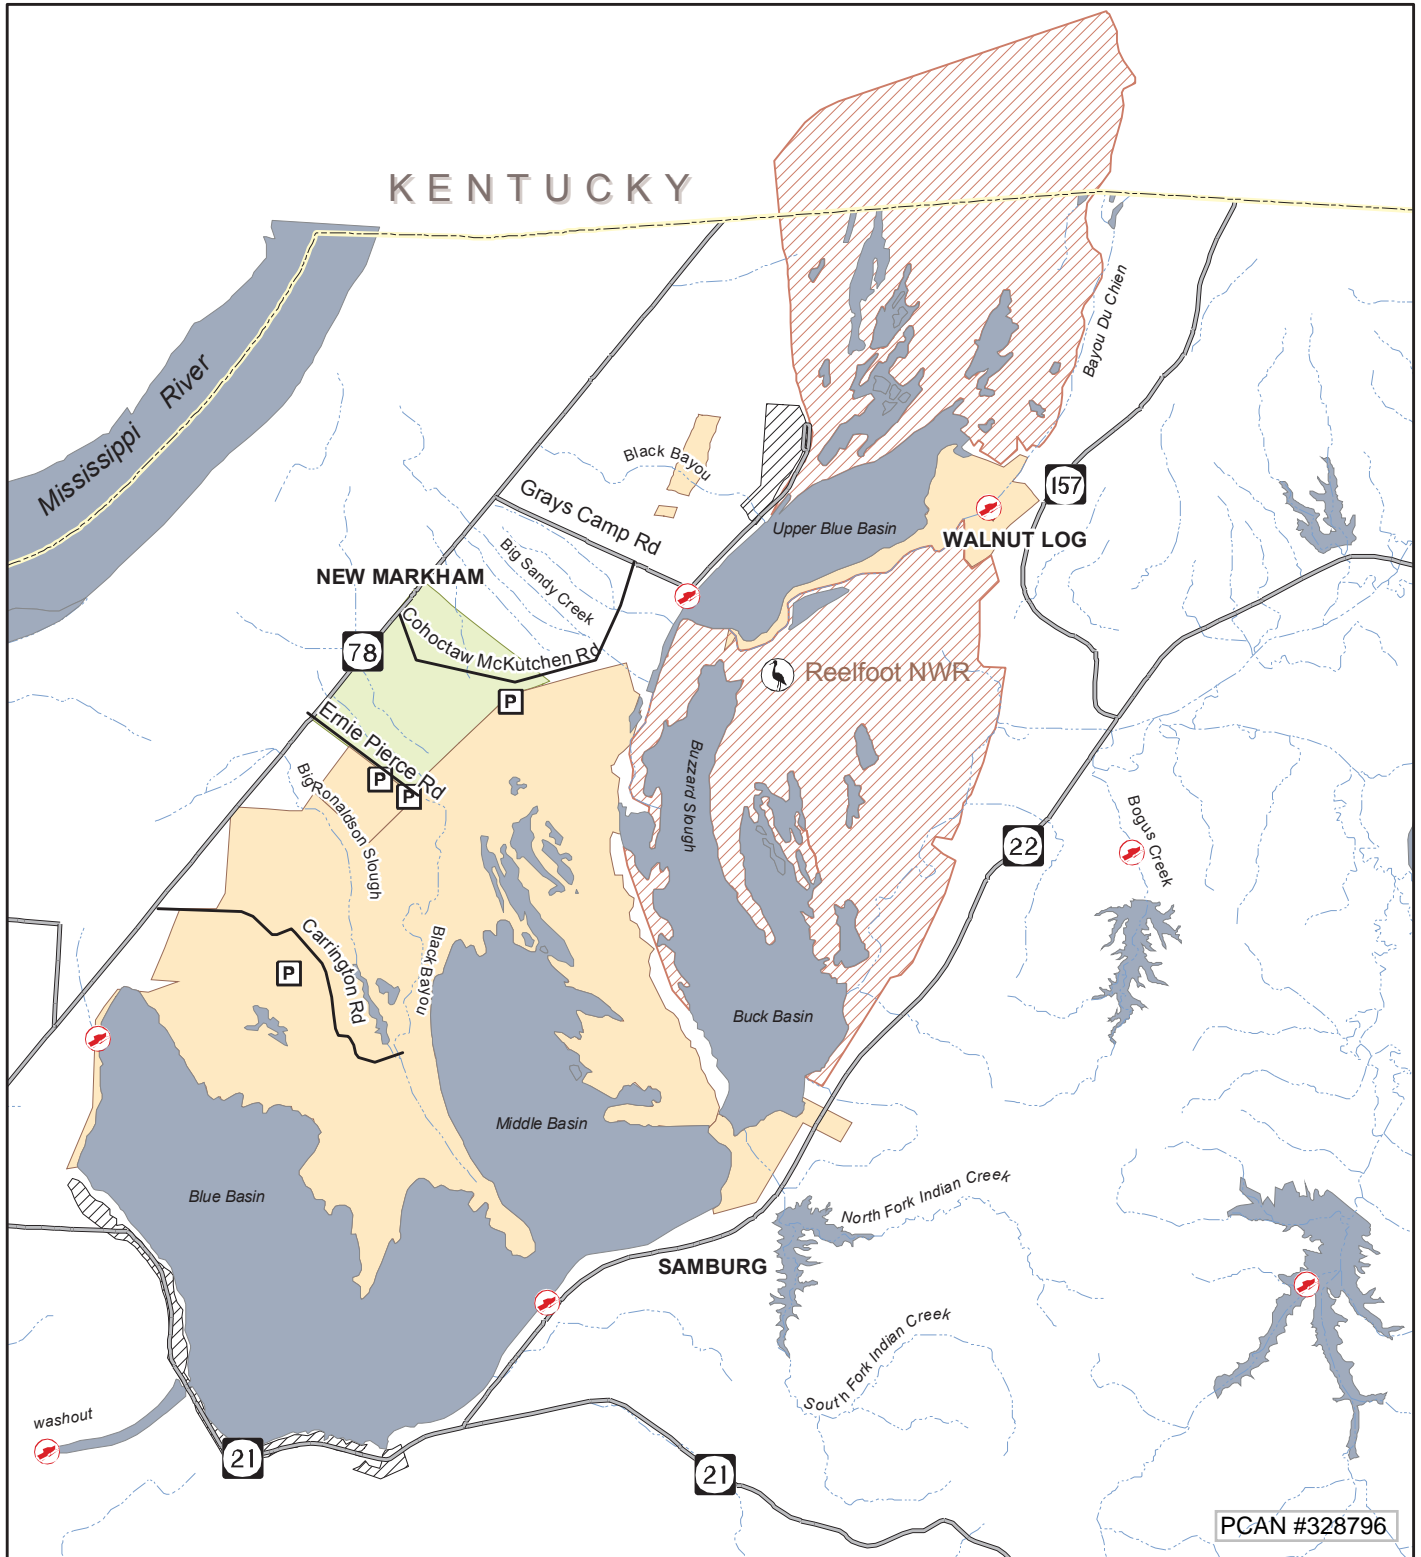 KENTUCKY
Mississippi River
Bayou Du Chien
Black Bayou
Grays Camp Rd
157
Upper Blue Basin
WALNUT LOG
Big Sandy Creek
NEW MARKHAM
Cohoctaw McKutchen Rd
78
Reelfoot NWR
P
Ernie Pierce Rd
P
P
Big Ronaldson Slough
Buzzard Slough
Bogus Creek
22
Carrington Rd
Black Bayou
P
Buck Basin
Middle Basin
Blue Basin
North Fork Indian Creek
SAMBURG
South Fork Indian Creek
washout
21
21
PCAN #328796